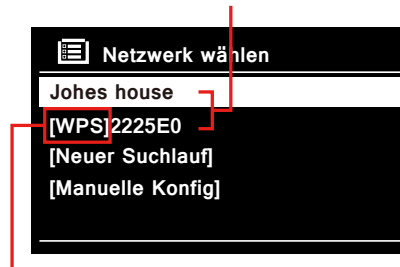 Netzwerk wählen
Johes house
[WPS]2225E0
[Neuer Suchlauf]
[Manuelle Konfig]